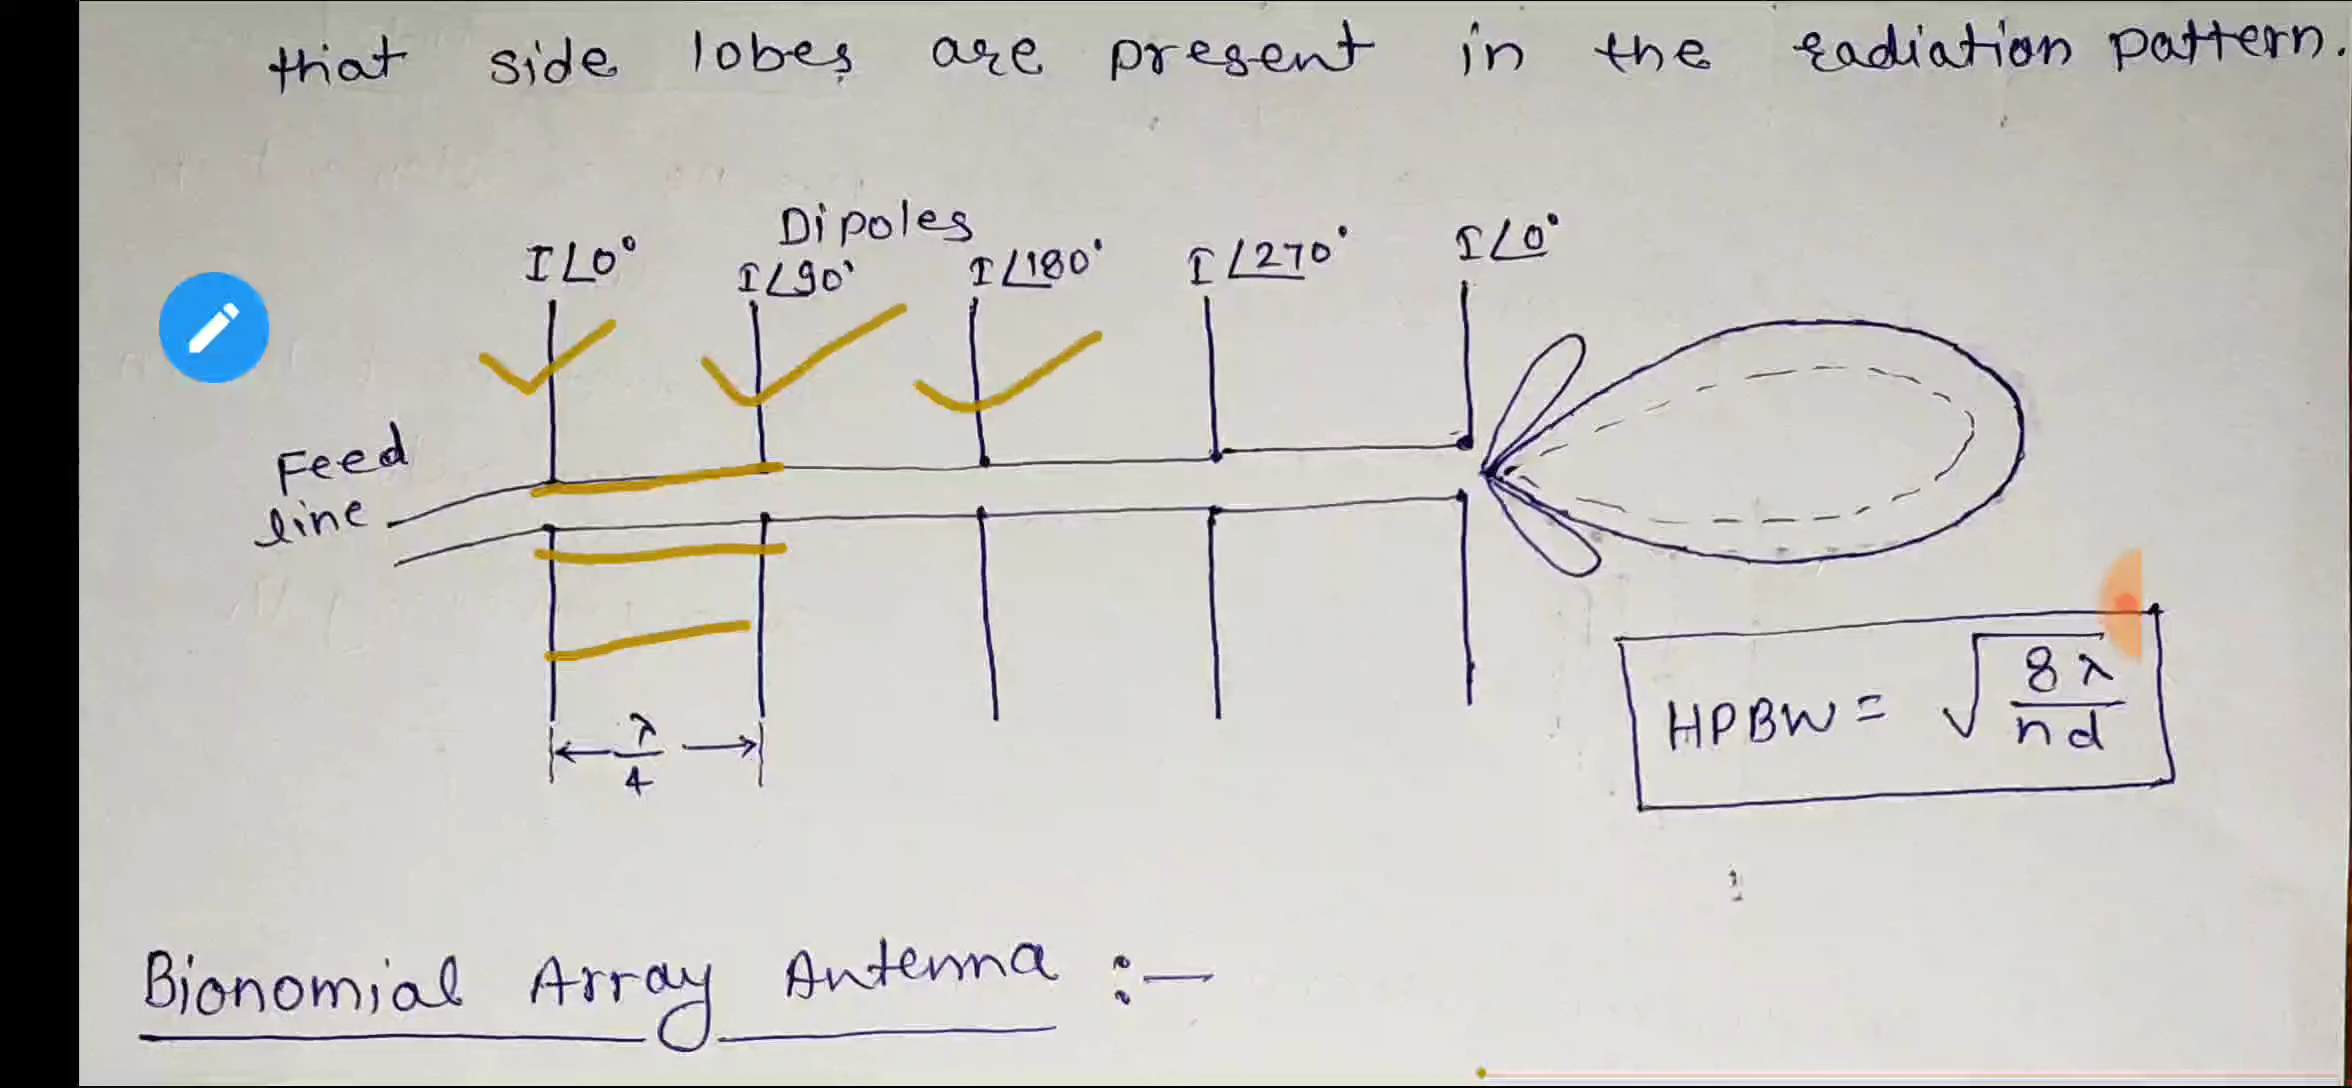 that side lobes are present in the radiation pattern.
Dipoles
I∠0° I∠90° I∠180° I∠270° I∠0°
Feed
line
λ/4
HPBW = √(8λ/nd)
Bionomial Array Antenna :-